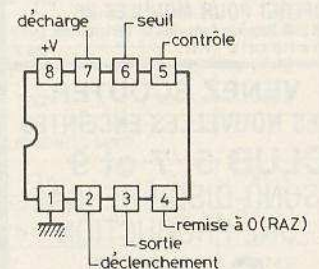 décharge
seuil
+V
contrôle
8 7 6 5
1 2 3 4
remise à 0(RAZ)
sortie
déclenchement